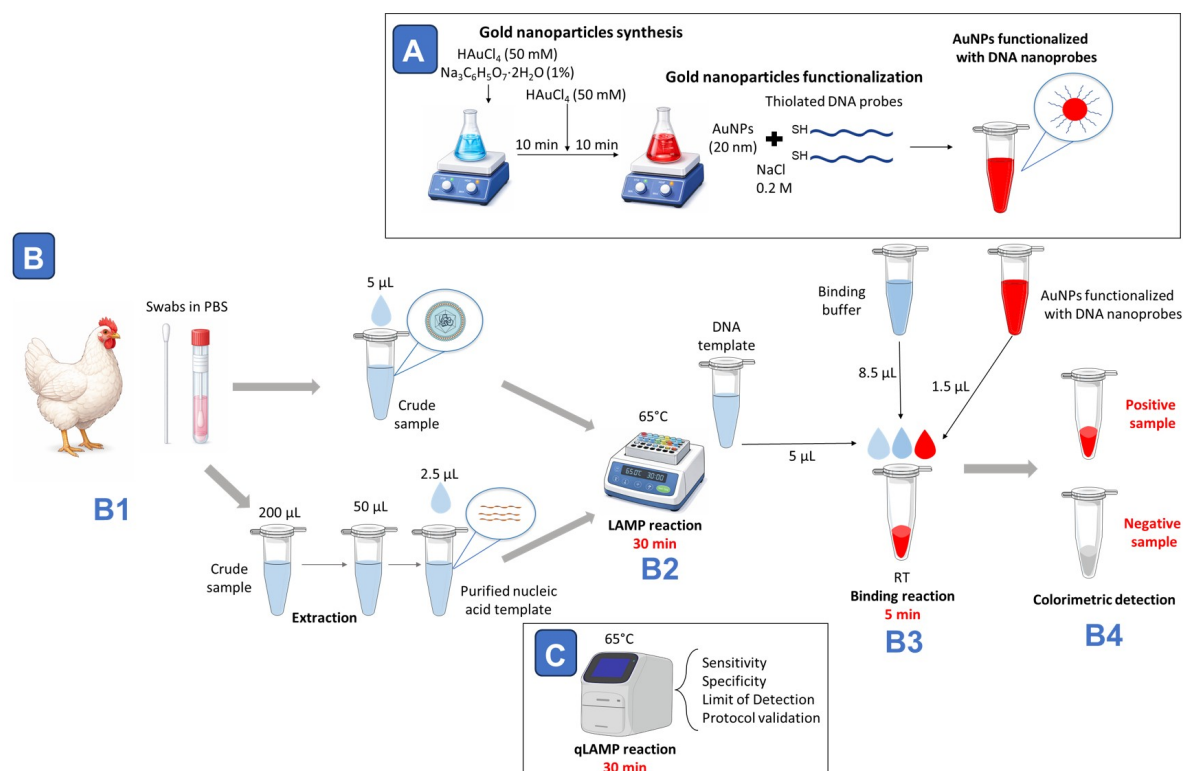 A
Gold nanoparticles synthesis
HAuCl₄ (50 mM)
Na₃C₆H₅O₇·2H₂O (1%)
HAuCl₄ (50 mM)
10 min
10 min
Gold nanoparticles functionalization
Thiolated DNA probes
AuNPs
(20 nm)
SH
SH
NaCl
0.2 M
AuNPs functionalized
with DNA nanoprobes
B
Swabs in PBS
B1
5 µL
Crude
sample
200 µL
50 µL
2.5 µL
Crude
sample
Extraction
Purified nucleic
acid template
65°C
LAMP reaction
30 min
B2
DNA
template
5 µL
Binding
buffer
8.5 µL
AuNPs functionalized
with DNA nanoprobes
1.5 µL
RT
Binding reaction
5 min
B3
Positive
sample
Negative
sample
Colorimetric detection
B4
C
65°C
qLAMP reaction
30 min
Sensitivity
Specificity
Limit of Detection
Protocol validation